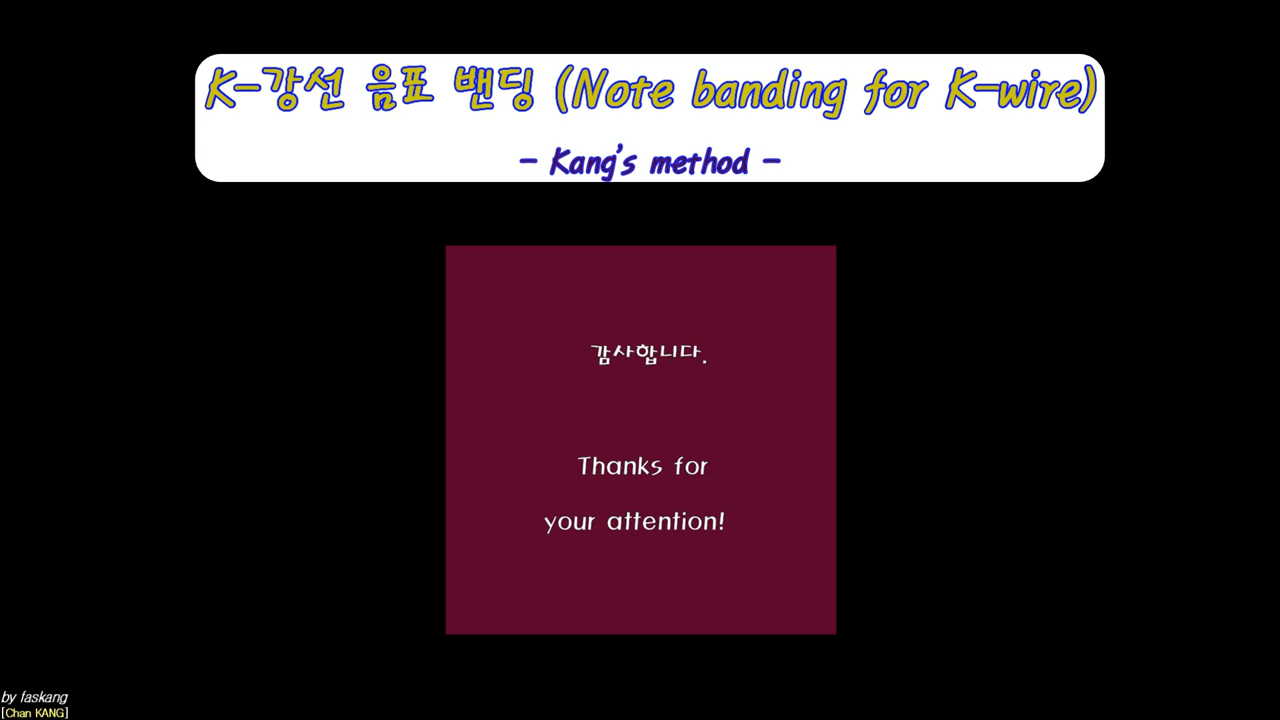 K-강선 음표 밴딩 (Note banding for K-wire)
- Kang's method -
감사합니다.
Thanks for
your attention!
by faskang
[Chan KANG]